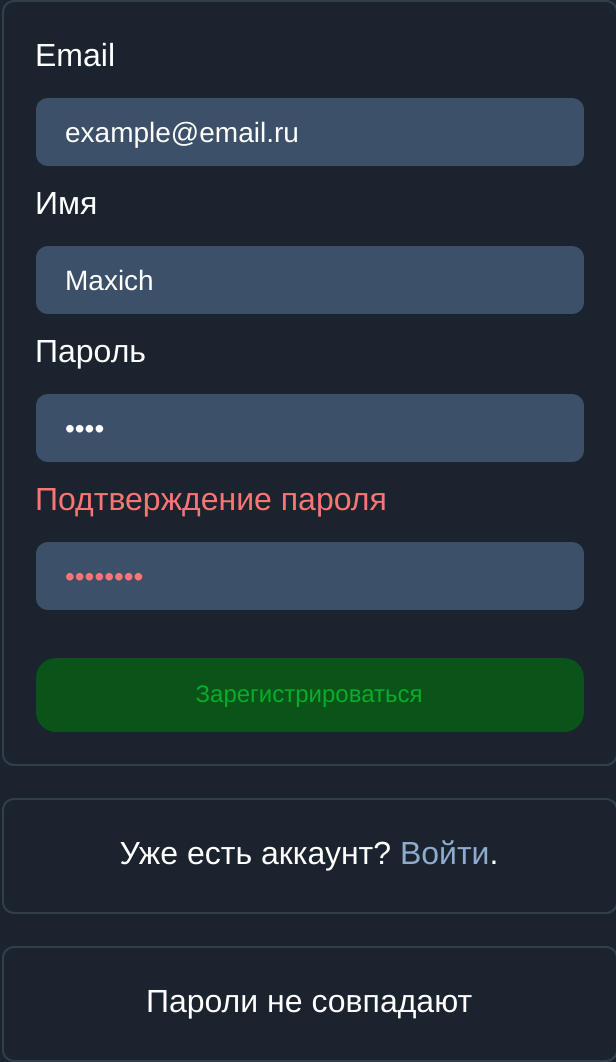 Email
example@email.ru
Имя
Maxich
Пароль
••••
Подтверждение пароля
••••••••
Зарегистрироваться
Уже есть аккаунт? Войти.
Пароли не совпадают